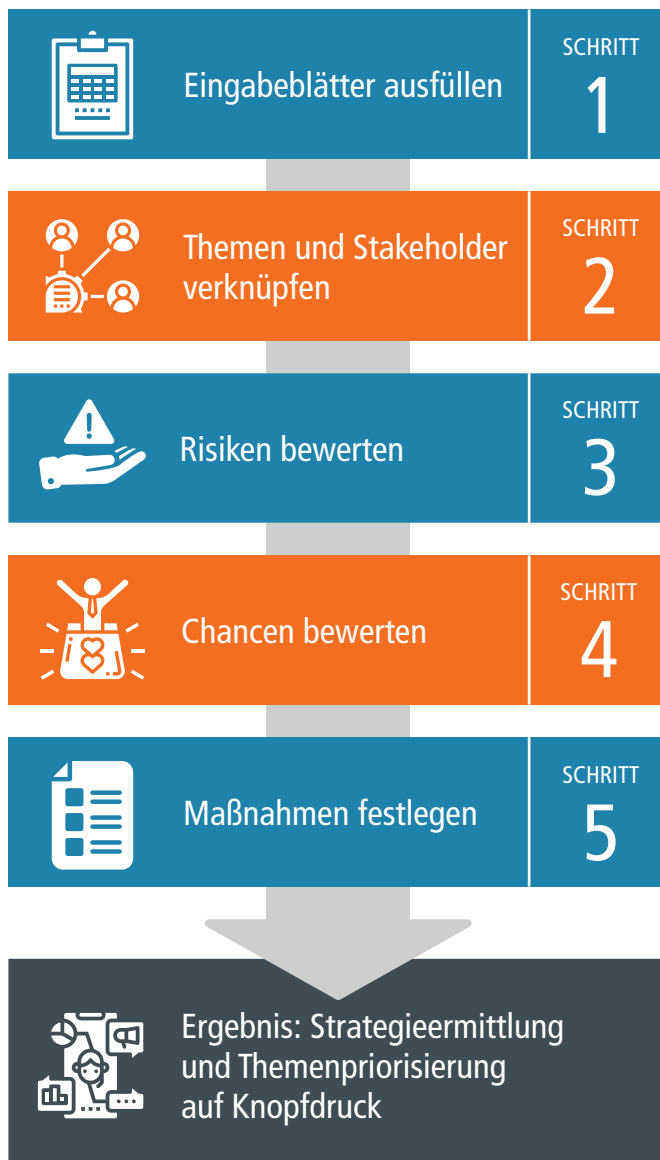 Eingabeblätter ausfüllen
SCHRITT
1
Themen und Stakeholder
verknüpfen
SCHRITT
2
Risiken bewerten
SCHRITT
3
Chancen bewerten
SCHRITT
4
Maßnahmen festlegen
SCHRITT
5
Ergebnis: Strategieermittlung
und Themenpriorisierung
auf Knopfdruck